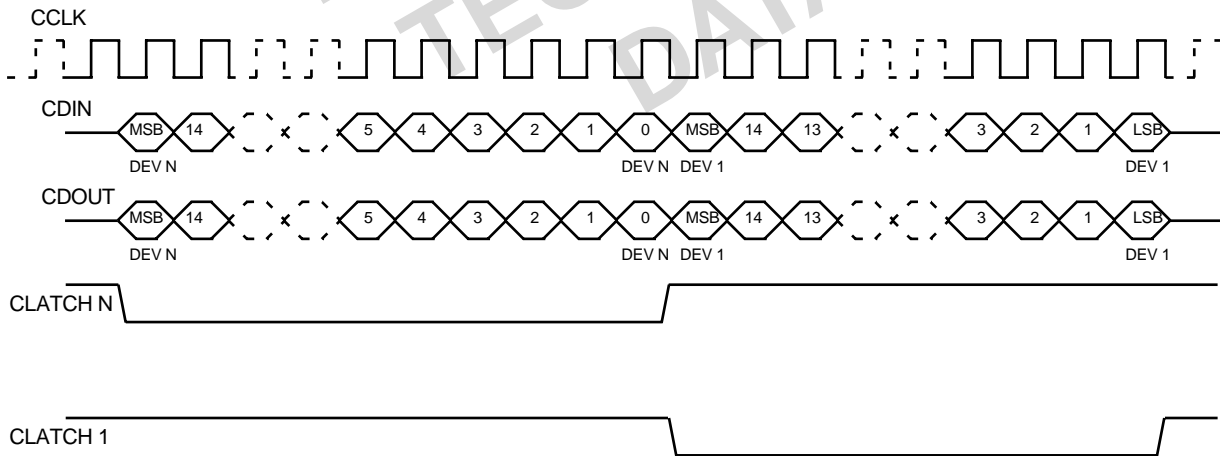 TEC
DATA
CCLK
CDIN
MSB 14 5 4 3 2 1 0 MSB 14 13 3 2 1 LSB
DEV N DEV N DEV 1 DEV 1
CDOUT
MSB 14 5 4 3 2 1 0 MSB 14 13 3 2 1 LSB
DEV N DEV N DEV 1 DEV 1
CLATCH N
CLATCH 1